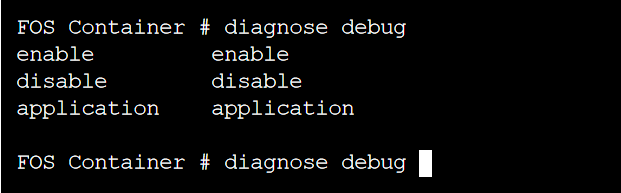 FOS Container # diagnose debug
enable enable
disable disable
application application
FOS Container # diagnose debug